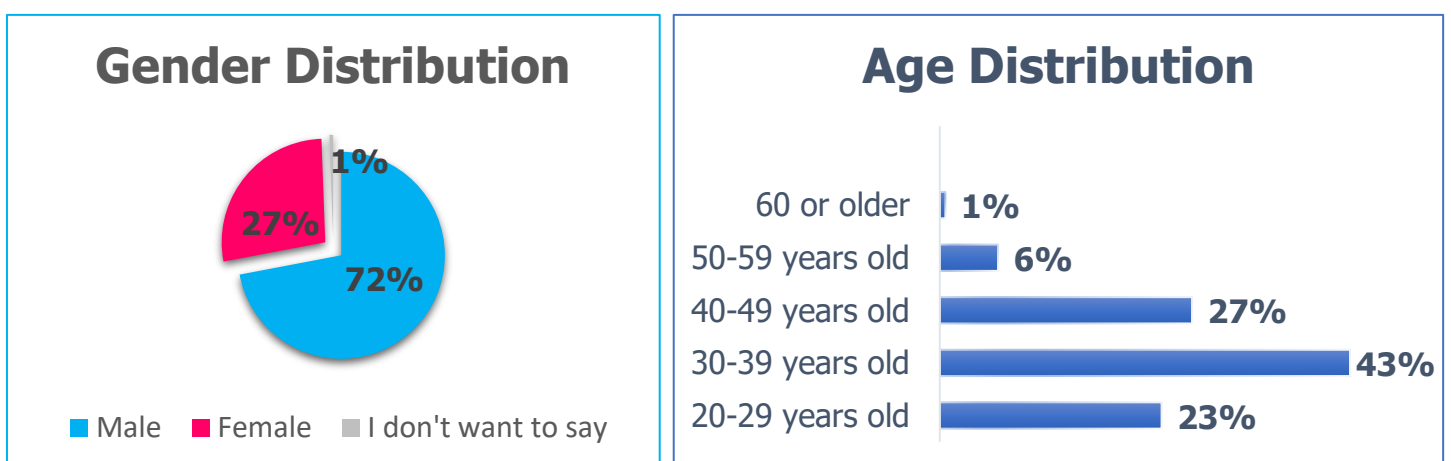 Gender Distribution
1%
27%
72%
Male Female I don't want to say
Age Distribution
60 or older 1%
50-59 years old 6%
40-49 years old 27%
30-39 years old 43%
20-29 years old 23%